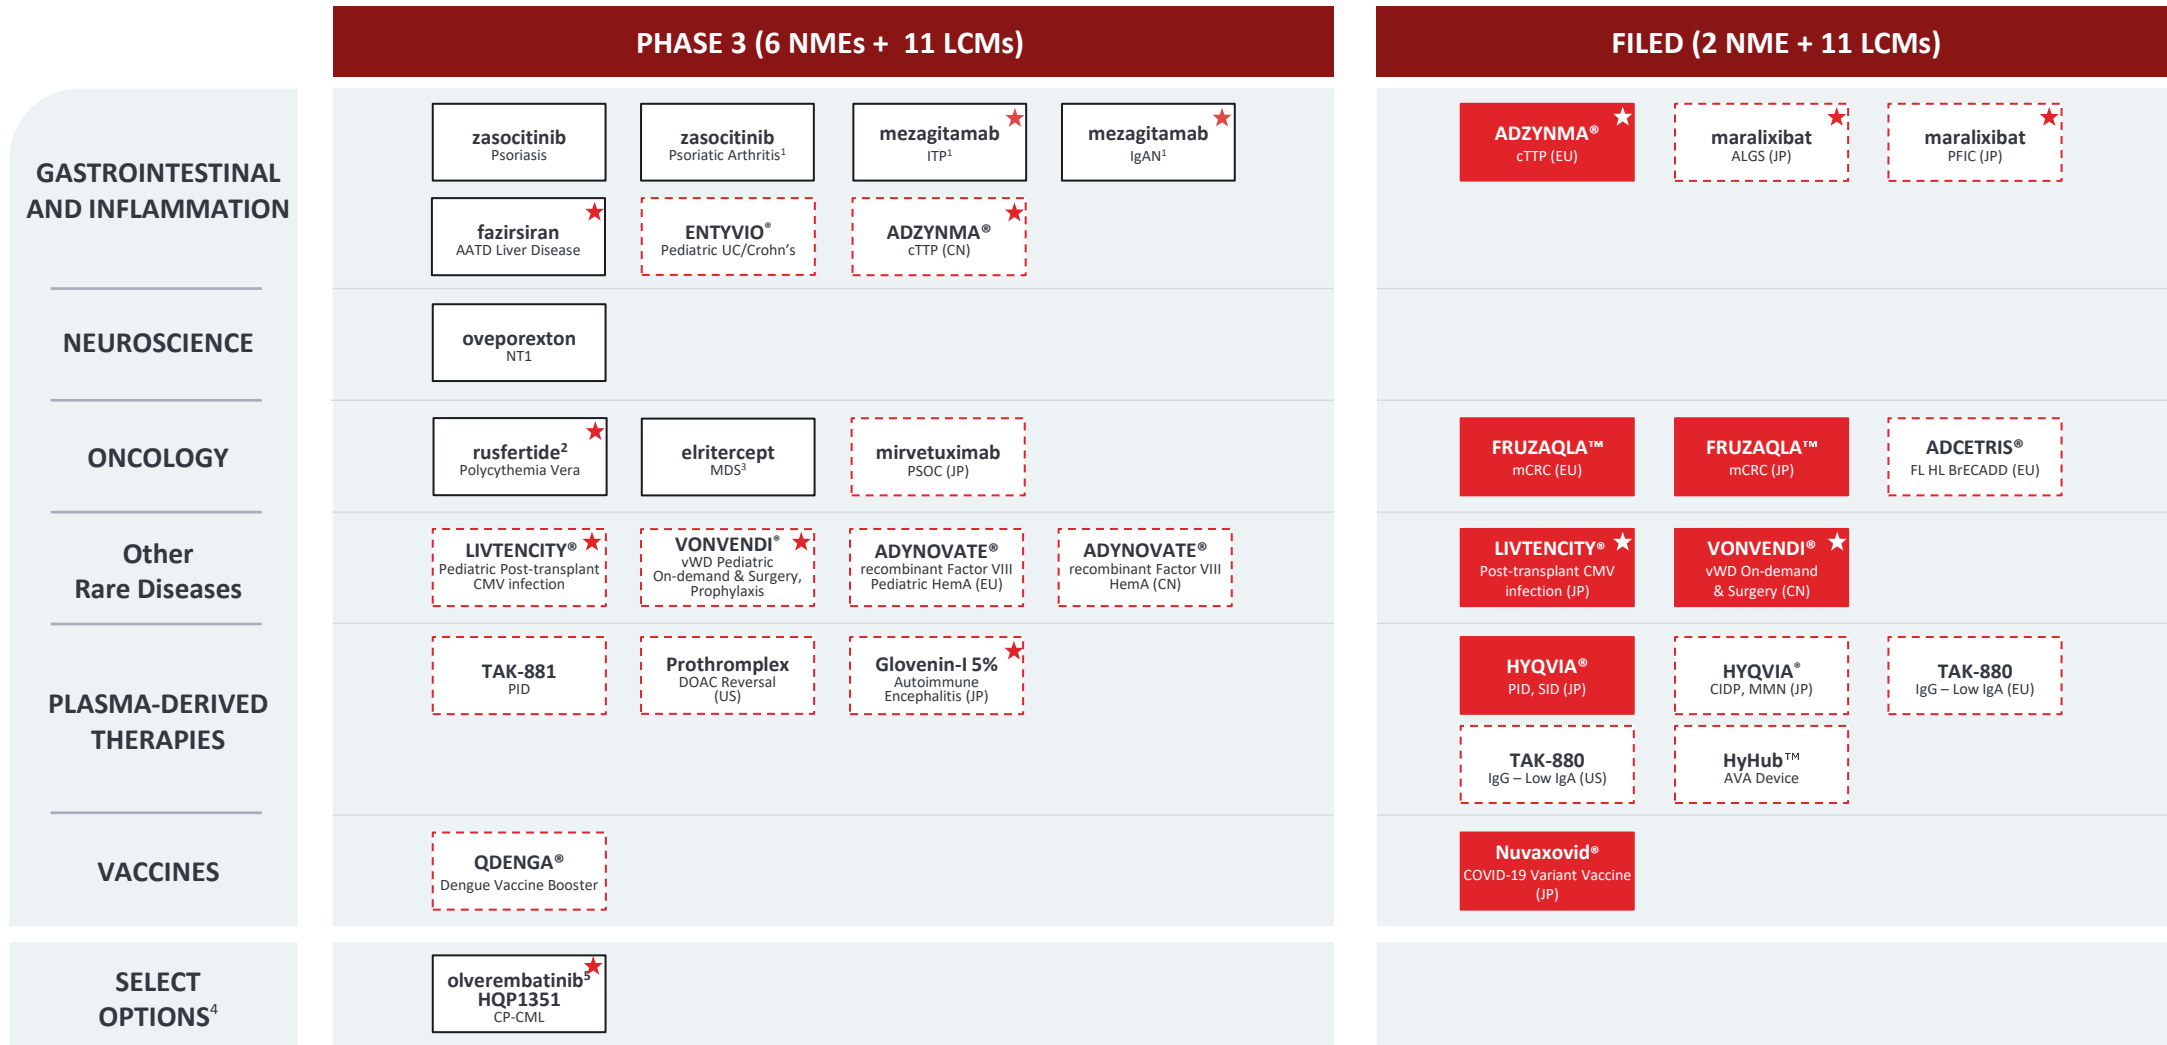 PHASE 3 (6 NMEs + 11 LCMs)
FILED (2 NME + 11 LCMs)
GASTROINTESTINAL
AND INFLAMMATION
zasocitinib
Psoriasis
zasocitinib
Psoriatic Arthritis¹
mezagitamab
ITP¹
mezagitamab
IgAN¹
fazirsiran
AATD Liver Disease
ENTYVIO®
Pediatric UC/Crohn's
ADZYNMA®
cTTP (CN)
ADZYNMA®
cTTP (EU)
maralixibat
ALGS (JP)
maralixibat
PFIC (JP)
NEUROSCIENCE
oveporexton
NT1
ONCOLOGY
rusfertide²
Polycythemia Vera
elritercept
MDS³
mirvetuximab
PSOC (JP)
FRUZAQLA™
mCRC (EU)
FRUZAQLA™
mCRC (JP)
ADCETRIS®
FL HL BrECADD (EU)
Other
Rare Diseases
LIVTENCITY®
Pediatric Post-transplant
CMV infection
VONVENDI®
vWD Pediatric
On-demand & Surgery,
Prophylaxis
ADYNOVATE®
recombinant Factor VIII
Pediatric HemA (EU)
ADYNOVATE®
recombinant Factor VIII
HemA (CN)
LIVTENCITY®
Post-transplant CMV
infection (JP)
VONVENDI®
vWD On-demand
& Surgery (CN)
PLASMA-DERIVED
THERAPIES
TAK-881
PID
Prothromplex
DOAC Reversal
(US)
Glovenin-I 5%
Autoimmune
Encephalitis (JP)
HYQVIA®
PID, SID (JP)
HYQVIA®
CIDP, MMN (JP)
TAK-880
IgG – Low IgA (EU)
TAK-880
IgG – Low IgA (US)
HyHub™
AVA Device
VACCINES
QDENGA®
Dengue Vaccine Booster
Nuvaxovid®
COVID-19 Variant Vaccine
(JP)
SELECT
OPTIONS⁴
olverembatinib⁵
HQP1351
CP-CML